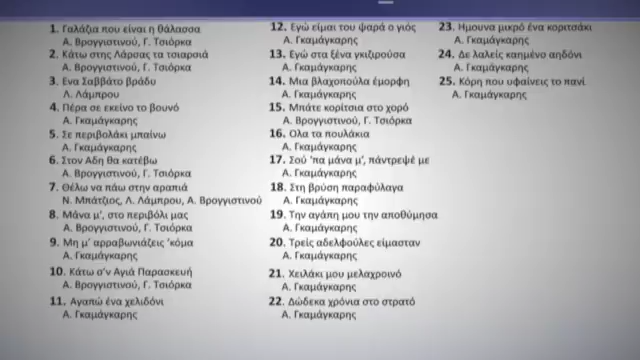 1. Γαλάζια που είναι η θάλασσα
Α. Βρογγιστινού, Γ. Τσιόρκα
2. Κάτω στης Λάρσας τα τσιαρσιά
Α. Βρογγιστινού, Γ. Τσιόρκα
3. Ενα Σαββάτο βράδυ
Λ. Λάμπρου
4. Πέρα σε εκείνο το βουνό
Α. Γκαμάγκαρης
5. Σε περιβολάκι μπαίνω
Α. Γκαμάγκαρης
6. Στον Αδη θα κατέβω
Α. Βρογγιστινού, Γ. Τσιόρκα
7. Θέλω να πάω στην αραπιά
Ν. Μπάτζιος, Λ. Λάμπρου, Α. Βρογγιστινού
8. Μάνα μ', στο περιβόλι μας
Α. Βρογγιστινού, Γ. Τσιόρκα
9. Μη μ' αρραβωνιάζεις 'κόμα
Α. Γκαμάγκαρης
10. Κάτω σ'ν Αγιά Παρασκευή
Α. Βρογγιστινού, Γ. Τσιόρκα
11. Αγαπώ ένα χελιδόνι
Α. Γκαμάγκαρης
12. Εγώ είμαι του ψαρά ο γιός
Α. Γκαμάγκαρης
13. Εγώ στα ξένα γκιζιρούσα
Α. Γκαμάγκαρης
14. Μια βλαχοπούλα έμορφη
Α. Γκαμάγκαρης
15. Μπάτε κορίτσια στο χορό
Α. Βρογγιστινού, Γ. Τσιόρκα
16. Ολα τα πουλάκια
Α. Γκαμάγκαρης
17. Σού 'πα μάνα μ', πάντρεψέ με
Α. Γκαμάγκαρης
18. Στη βρύση παραφύλαγα
Α. Γκαμάγκαρης
19. Την αγάπη μου την αποθύμησα
Α. Γκαμάγκαρης
20. Τρείς αδελφούλες είμασταν
Α. Γκαμάγκαρης
21. Χειλάκι μου μελαχροινό
Α. Γκαμάγκαρης
22. Δώδεκα χρόνια στο στρατό
Α. Γκαμάγκαρης
23. Ημουνα μικρό ένα κοριτσάκι
Α. Γκαμάγκαρης
24. Δε λαλείς καημένο αηδόνι
Α. Γκαμάγκαρης
25. Κόρη που υφαίνεις το πανί
Α. Γκαμάγκαρης